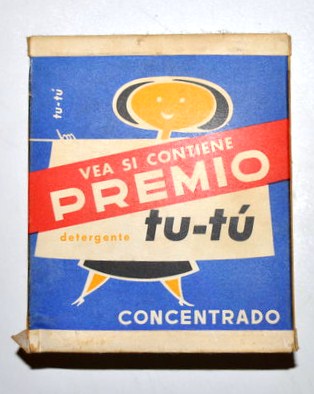 tu-tú
VEA SI CONTIENE
PREMIO
detergente tu-tú
CONCENTRADO